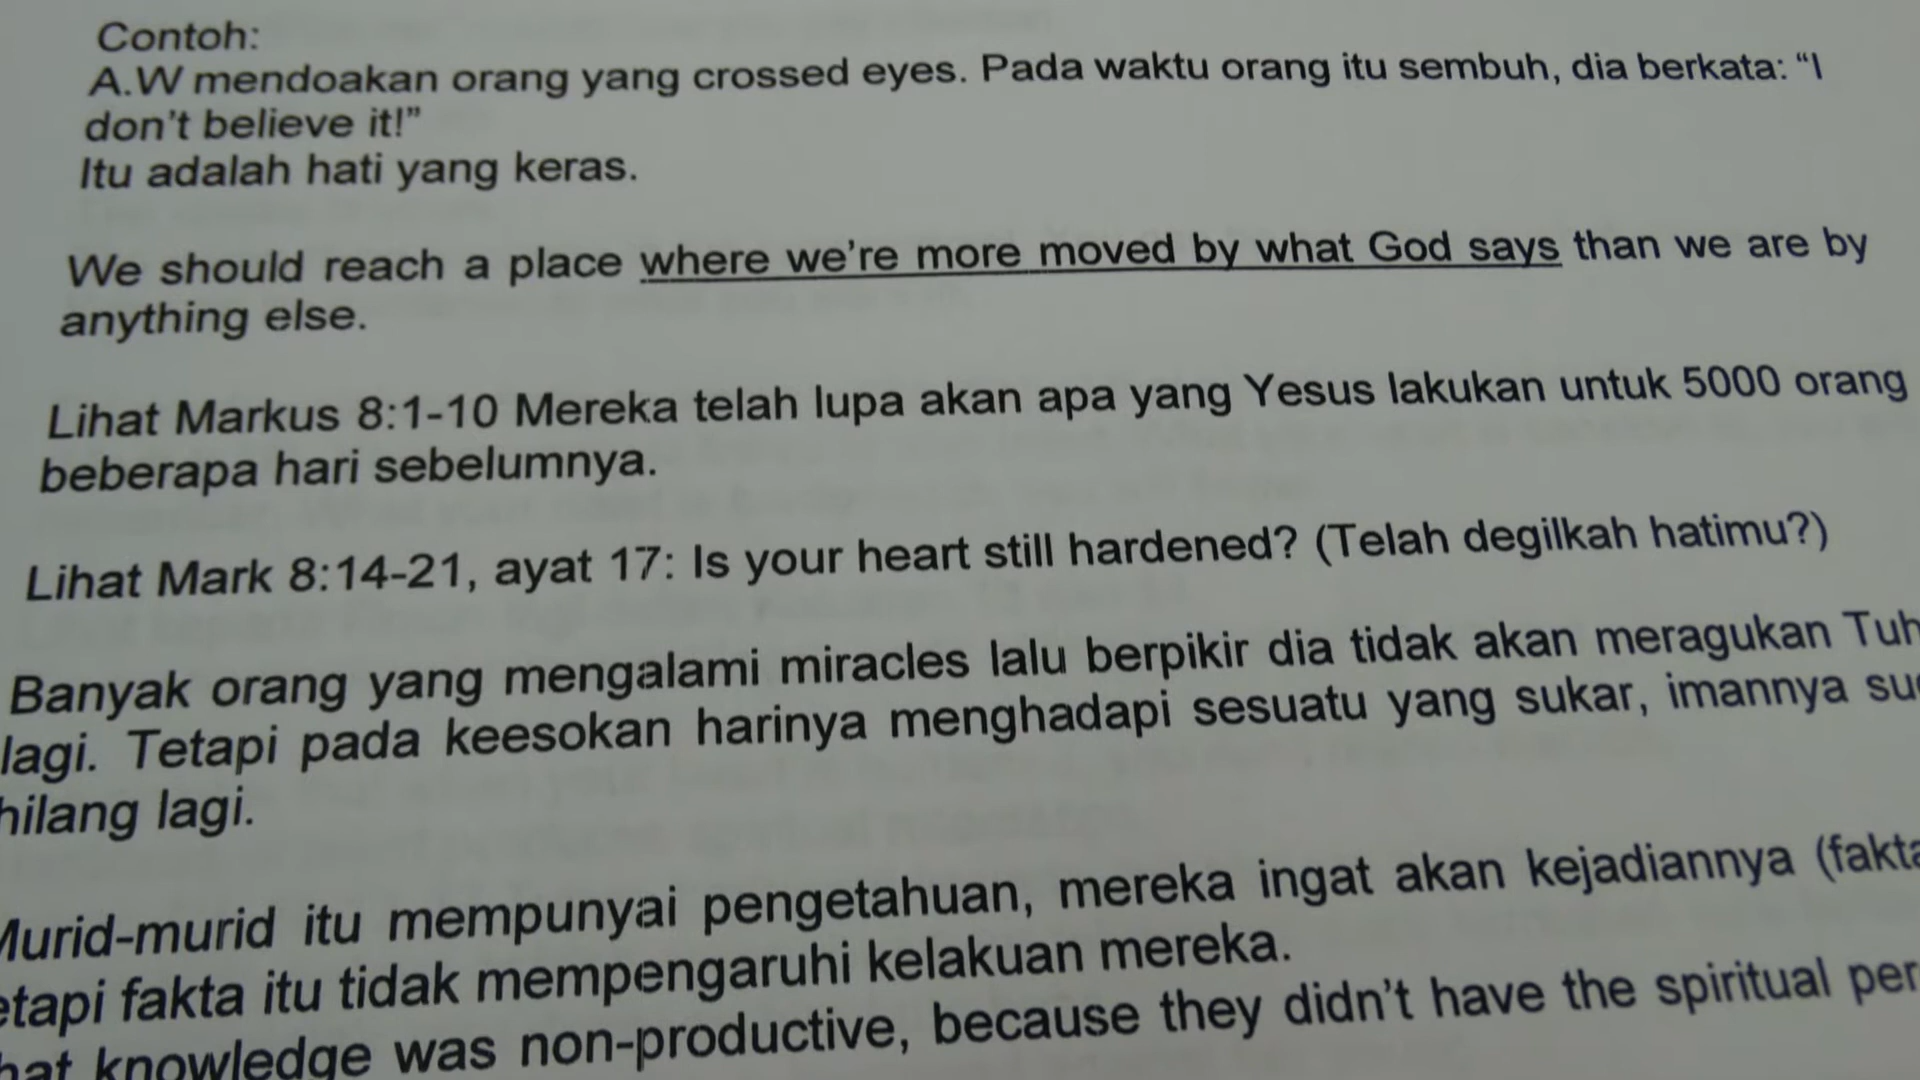 Contoh:
A.W mendoakan orang yang crossed eyes. Pada waktu orang itu sembuh, dia berkata: “I
don't believe it!”
Itu adalah hati yang keras.
We should reach a place where we're more moved by what God says than we are by
anything else.
Lihat Markus 8:1-10 Mereka telah lupa akan apa yang Yesus lakukan untuk 5000 orang
beberapa hari sebelumnya.
Lihat Mark 8:14-21, ayat 17: Is your heart still hardened? (Telah degilkah hatimu?)
Banyak orang yang mengalami miracles lalu berpikir dia tidak akan meragukan
lagi. Tetapi pada keesokan harinya menghadapi sesuatu yang sukar, imannya
hilang lagi.
Murid-murid itu mempunyai pengetahuan, mereka ingat akan kejadiannya (fakta
etapi fakta itu tidak mempengaruhi kelakuan mereka.
hat knowledge was non-productive, because they didn't have the spiritual